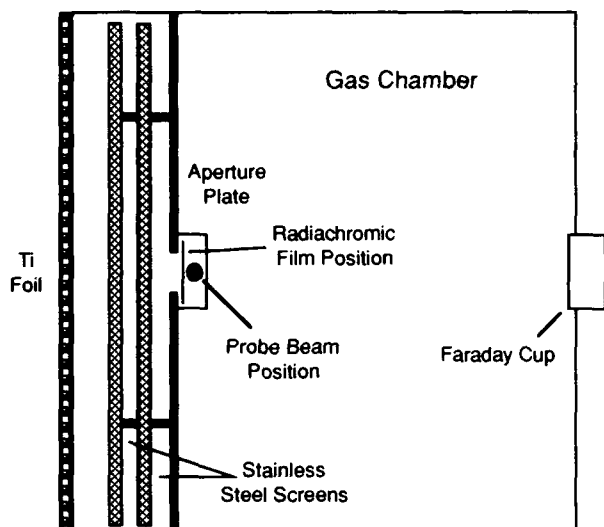 Gas Chamber
Aperture
Plate
Radiachromic
Film Position
Ti
Foil
Probe Beam
Position
Faraday Cup
Stainless
Steel Screens